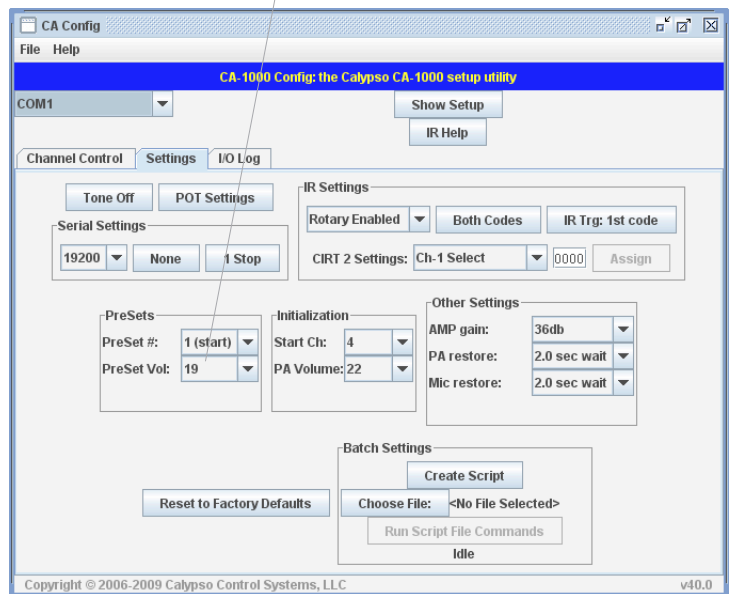 CA Config
File Help
CA-1000 Config: the Calypso CA-1000 setup utility
COM1
Show Setup
IR Help
Channel Control Settings I/O Log
Tone Off POT Settings
IR Settings
Rotary Enabled Both Codes IR Trg: 1st code
CIRT 2 Settings: Ch-1 Select 0000 Assign
Serial Settings
19200 None 1 Stop
PreSets
PreSet #: 1 (start)
PreSet Vol: 19
Initialization
Start Ch: 4
PA Volume: 22
Other Settings
AMP gain: 36db
PA restore: 2.0 sec wait
Mic restore: 2.0 sec wait
Batch Settings
Create Script
Reset to Factory Defaults Choose File: <No File Selected>
Run Script File Commands
Idle
Copyright © 2006-2009 Calypso Control Systems, LLC v40.0